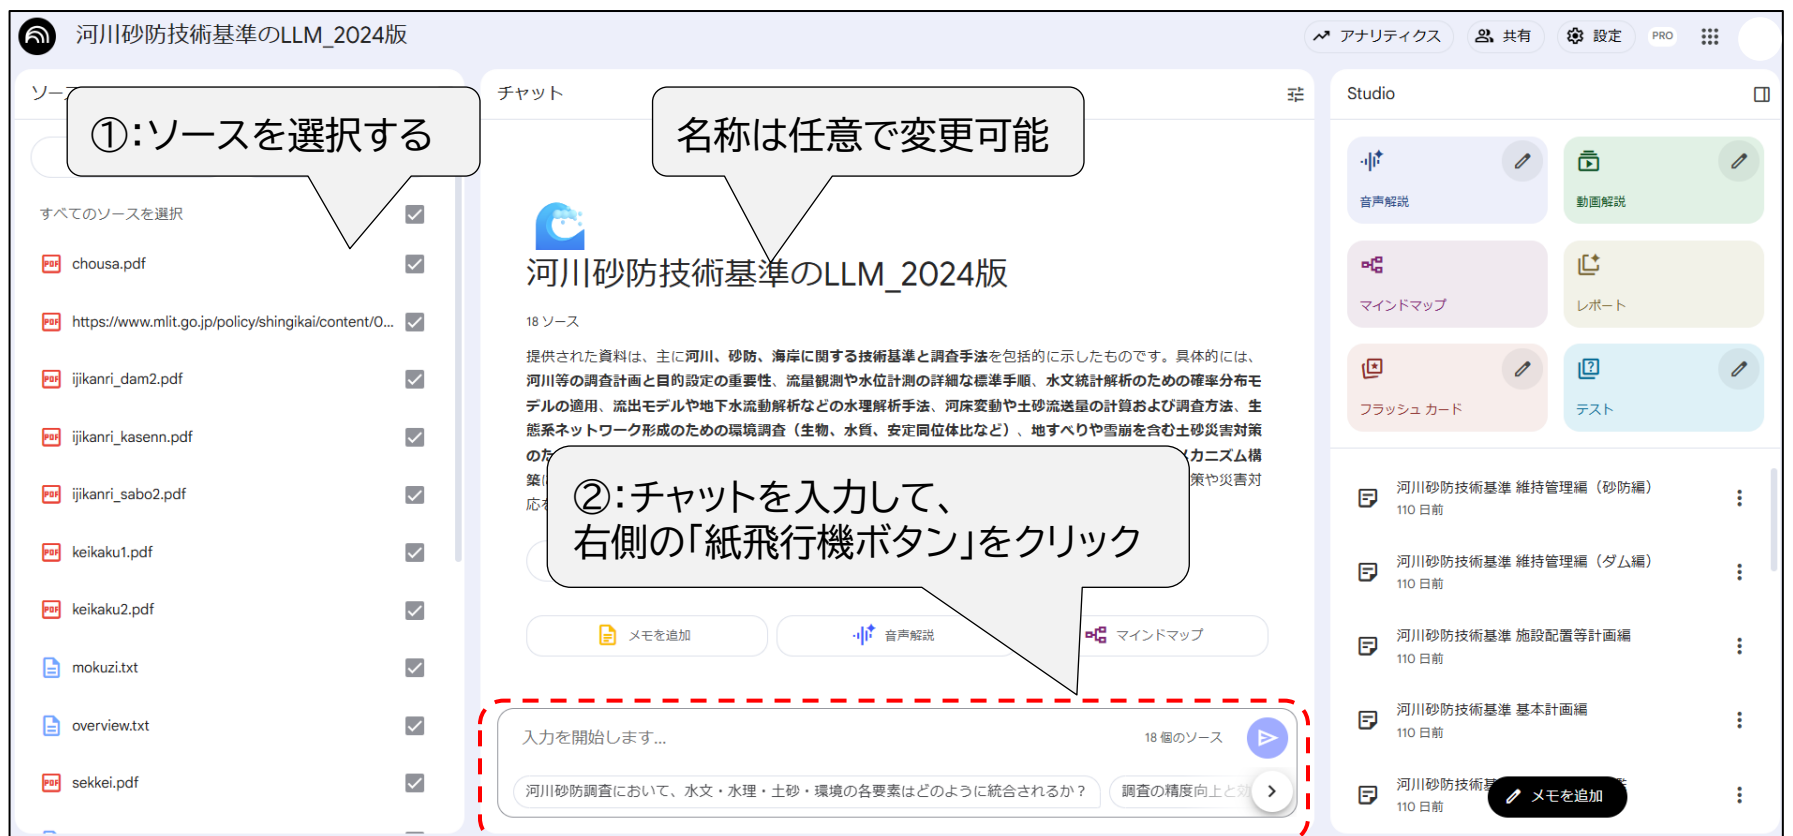 河川砂防技術基準のLLM_2024版
アナリティクス
共有
設定
PRO
①:ソースを選択する
すべてのソースを選択
PDF chousa.pdf
PDF https://www.mlit.go.jp/policy/shingikai/content/0...
PDF ijikanri_dam2.pdf
PDF ijikanri_kasenn.pdf
PDF ijikanri_sabo2.pdf
PDF keikaku1.pdf
PDF keikaku2.pdf
mokuzi.txt
overview.txt
PDF sekkei.pdf
チャット
名称は任意で変更可能
河川砂防技術基準のLLM_2024版
18 ソース
提供された資料は、主に河川、砂防、海岸に関する技術基準と調査手法を包括的に示したものです。具体的には、
河川等の調査計画と目的設定の重要性、流量観測や水位計測の詳細な標準手順、水文統計解析のための確率分布モ
デルの適用、流出モデルや地下水流動解析などの水理解析手法、河床変動や土砂流送量の計算および調査方法、生
態系ネットワーク形成のための環境調査（生物、水質、安定同位体比など）、地すべりや雪崩を含む土砂災害対策
カニズム構
築
策や災害対
応
②:チャットを入力して、
右側の「紙飛行機ボタン」をクリック
メモを追加
音声解説
マインドマップ
入力を開始します...
18 個のソース
河川砂防調査において、水文・水理・土砂・環境の各要素はどのように統合されるか？
調査の精度向上と
Studio
音声解説
動画解説
マインドマップ
レポート
フラッシュ カード
テスト
河川砂防技術基準 維持管理編（砂防編）
110 日前
河川砂防技術基準 維持管理編（ダム編）
110 日前
河川砂防技術基準 施設配置等計画編
110 日前
河川砂防技術基準 基本計画編
110 日前
河川砂防技術基
110 日前
メモを追加